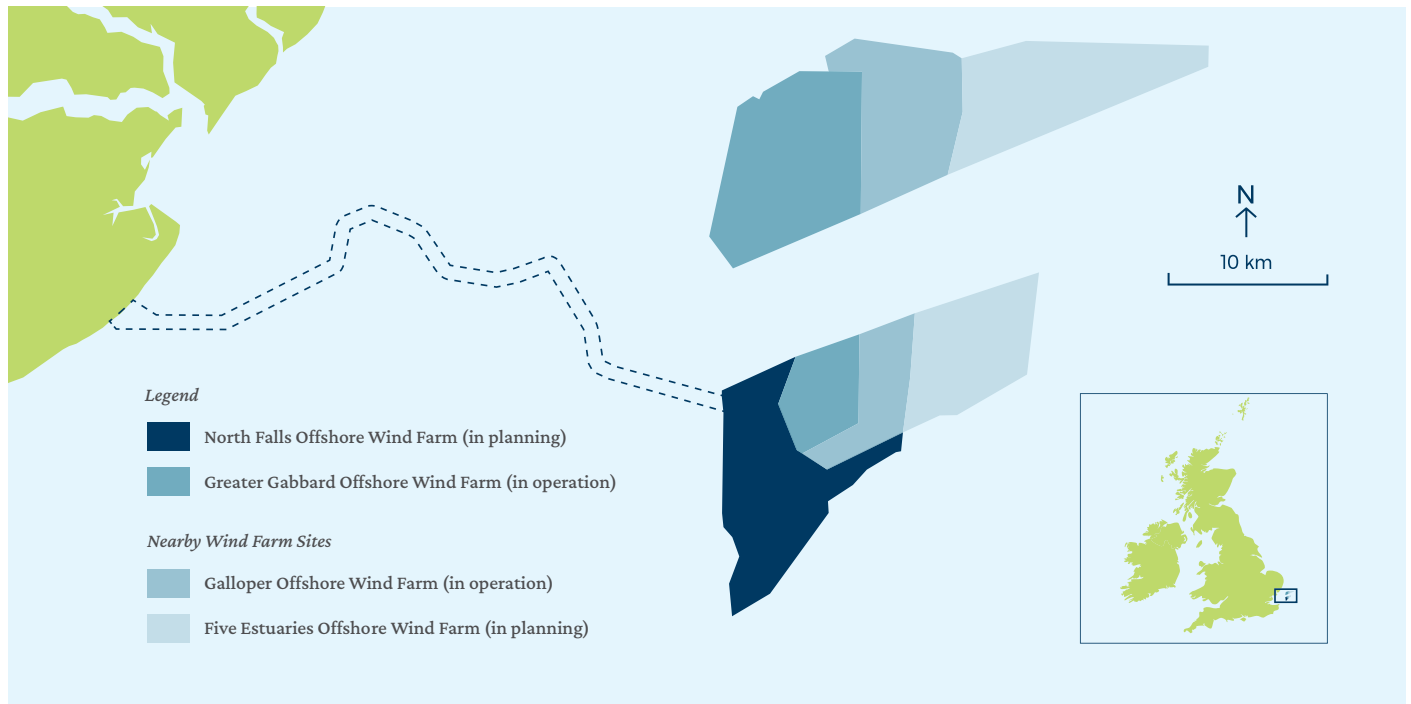 N
10 km
Legend
North Falls Offshore Wind Farm (in planning)
Greater Gabbard Offshore Wind Farm (in operation)
Nearby Wind Farm Sites
Galloper Offshore Wind Farm (in operation)
Five Estuaries Offshore Wind Farm (in planning)